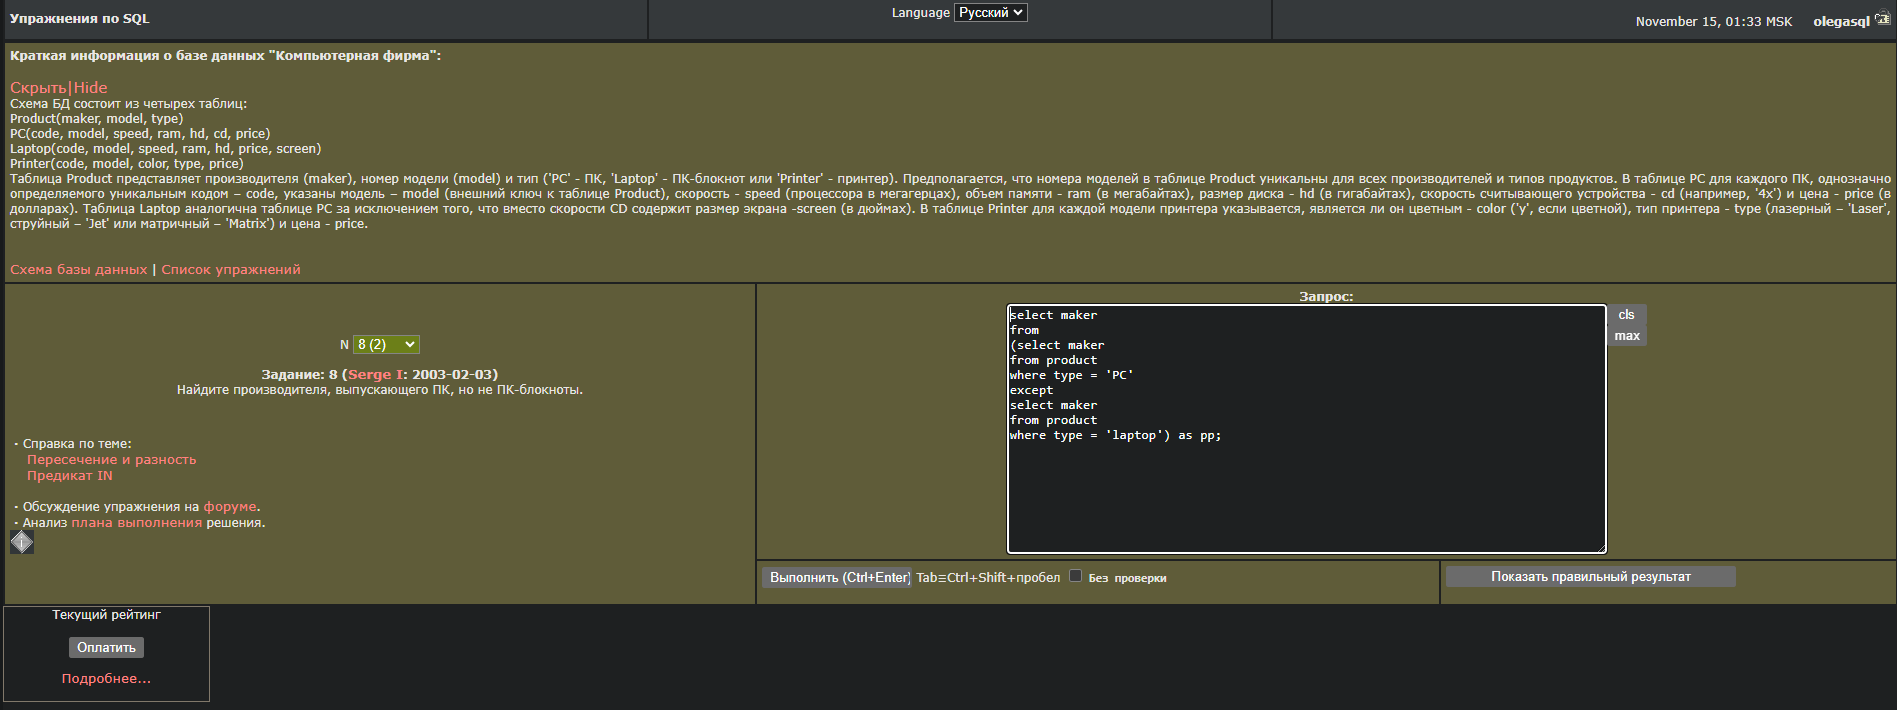 Упражнения по SQL
Language Русский
November 15, 01:33 MSK olegasql
Краткая информация о базе данных "Компьютерная фирма":
Скрыть|Hide
Схема БД состоит из четырех таблиц:
Product(maker, model, type)
PC(code, model, speed, ram, hd, cd, price)
Laptop(code, model, speed, ram, hd, price, screen)
Printer(code, model, color, type, price)
Таблица Product представляет производителя (maker), номер модели (model) и тип ('PC' - ПК, 'Laptop' - ПК-блокнот или 'Printer' - принтер). Предполагается, что номера моделей в таблице Product уникальны для всех производителей и типов продуктов. В таблице PC для каждого ПК, однозначно
определяемого уникальным кодом – code, указаны модель – model (внешний ключ к таблице Product), скорость - speed (процессора в мегагерцах), объем памяти - ram (в мегабайтах), размер диска - hd (в гигабайтах), скорость считывающего устройства - cd (например, '4x') и цена - price (в
долларах). Таблица Laptop аналогична таблице PC за исключением того, что вместо скорости CD содержит размер экрана -screen (в дюймах). В таблице Printer для каждой модели принтера указывается, является ли он цветным - color ('y', если цветной), тип принтера - type (лазерный – 'Laser',
струйный – 'Jet' или матричный – 'Matrix') и цена - price.
Схема базы данных | Список упражнений
N 8 (2)
Задание: 8 (Serge I: 2003-02-03)
Найдите производителя, выпускающего ПК, но не ПК-блокноты.
- Справка по теме:
Пересечение и разность
Предикат IN
- Обсуждение упражнения на форуме.
- Анализ плана выполнения решения.
Запрос:
select maker
from
(select maker
from product
where type = 'PC'
except
select maker
from product
where type = 'laptop') as pp;
cls
max
Выполнить (Ctrl+Enter) Tab≡Ctrl+Shift+пробел Без проверки
Показать правильный результат
Текущий рейтинг
Оплатить
Подробнее...